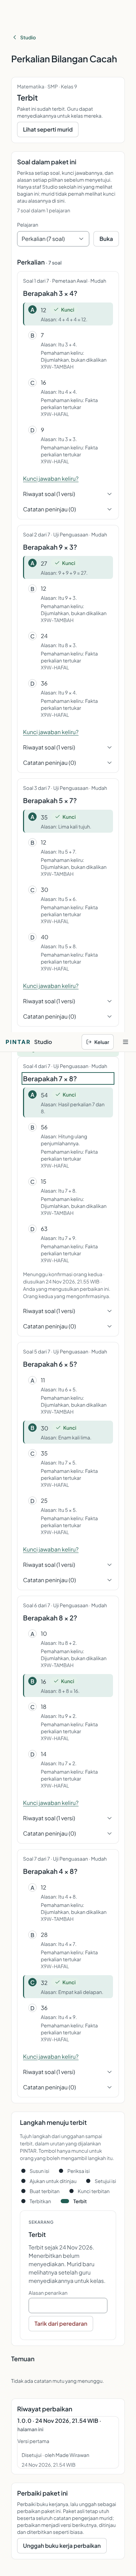 Studio
Perkalian Bilangan Cacah
Matematika · SMP · Kelas 9
Terbit
Paket ini sudah terbit. Guru dapat
menyediakannya untuk kelas mereka.
Lihat seperti murid
Soal dalam paket ini
Periksa setiap soal, kunci jawabannya, dan
alasan setiap pilihan sebelum menyetujui.
Hanya staf Studio sekolah ini yang melihat
bagian ini; murid tidak pernah melihat kunci
atau alasannya di sini.
7 soal dalam 1 pelajaran
Pelajaran
Perkalian (7 soal)
Buka
Perkalian · 7 soal
Soal 1 dari 7 · Pemetaan Awal · Mudah
Berapakah 3 × 4?
A 12 Kunci
Alasan: 4 + 4 + 4 = 12.
B 7
Alasan: Itu 3 + 4.
Pemahaman keliru:
Dijumlahkan, bukan dikalikan
X9W-TAMBAH
C 16
Alasan: Itu 4 × 4.
Pemahaman keliru: Fakta
perkalian tertukar
X9W-HAFAL
D 9
Alasan: Itu 3 × 3.
Pemahaman keliru: Fakta
perkalian tertukar
X9W-HAFAL
Kunci jawaban keliru?
Riwayat soal (1 versi)
Catatan peninjau (0)
Soal 2 dari 7 · Uji Penguasaan · Mudah
Berapakah 9 × 3?
A 27 Kunci
Alasan: 9 + 9 + 9 = 27.
B 12
Alasan: Itu 9 + 3.
Pemahaman keliru:
Dijumlahkan, bukan dikalikan
X9W-TAMBAH
C 24
Alasan: Itu 8 × 3.
Pemahaman keliru: Fakta
perkalian tertukar
X9W-HAFAL
D 36
Alasan: Itu 9 × 4.
Pemahaman keliru: Fakta
perkalian tertukar
X9W-HAFAL
Kunci jawaban keliru?
Riwayat soal (1 versi)
Catatan peninjau (0)
Soal 3 dari 7 · Uji Penguasaan · Mudah
Berapakah 5 × 7?
A 35 Kunci
Alasan: Lima kali tujuh.
B 12
Alasan: Itu 5 + 7.
Pemahaman keliru:
Dijumlahkan, bukan dikalikan
X9W-TAMBAH
C 30
Alasan: Itu 5 × 6.
Pemahaman keliru: Fakta
perkalian tertukar
X9W-HAFAL
D 40
Alasan: Itu 5 × 8.
Pemahaman keliru: Fakta
perkalian tertukar
X9W-HAFAL
Kunci jawaban keliru?
Riwayat soal (1 versi)
Catatan peninjau (0)
PINTAR Studio
Keluar
Soal 4 dari 7 · Uji Penguasaan · Mudah
Berapakah 7 × 8?
A 54 Kunci
Alasan: Hasil perkalian 7 dan
8.
B 56
Alasan: Hitung ulang
penjumlahannya.
Pemahaman keliru: Fakta
perkalian tertukar
X9W-HAFAL
C 15
Alasan: Itu 7 + 8.
Pemahaman keliru:
Dijumlahkan, bukan dikalikan
X9W-TAMBAH
D 63
Alasan: Itu 7 × 9.
Pemahaman keliru: Fakta
perkalian tertukar
X9W-HAFAL
Menunggu konfirmasi orang kedua ·
diusulkan 24 Nov 2026, 21.54 WIB
Anda yang mengusulkan perbaikan ini.
Orang kedua yang mengonfirmasinya.
Riwayat soal (1 versi)
Catatan peninjau (0)
Soal 5 dari 7 · Uji Penguasaan · Mudah
Berapakah 6 × 5?
A 11
Alasan: Itu 6 + 5.
Pemahaman keliru:
Dijumlahkan, bukan dikalikan
X9W-TAMBAH
B 30 Kunci
Alasan: Enam kali lima.
C 35
Alasan: Itu 7 × 5.
Pemahaman keliru: Fakta
perkalian tertukar
X9W-HAFAL
D 25
Alasan: Itu 5 × 5.
Pemahaman keliru: Fakta
perkalian tertukar
X9W-HAFAL
Kunci jawaban keliru?
Riwayat soal (1 versi)
Catatan peninjau (0)
Soal 6 dari 7 · Uji Penguasaan · Mudah
Berapakah 8 × 2?
A 10
Alasan: Itu 8 + 2.
Pemahaman keliru:
Dijumlahkan, bukan dikalikan
X9W-TAMBAH
B 16 Kunci
Alasan: 8 + 8 = 16.
C 18
Alasan: Itu 9 × 2.
Pemahaman keliru: Fakta
perkalian tertukar
X9W-HAFAL
D 14
Alasan: Itu 7 × 2.
Pemahaman keliru: Fakta
perkalian tertukar
X9W-HAFAL
Kunci jawaban keliru?
Riwayat soal (1 versi)
Catatan peninjau (0)
Soal 7 dari 7 · Uji Penguasaan · Mudah
Berapakah 4 × 8?
A 12
Alasan: Itu 4 + 8.
Pemahaman keliru:
Dijumlahkan, bukan dikalikan
X9W-TAMBAH
B 28
Alasan: Itu 4 × 7.
Pemahaman keliru: Fakta
perkalian tertukar
X9W-HAFAL
C 32 Kunci
Alasan: Empat kali delapan.
D 36
Alasan: Itu 4 × 9.
Pemahaman keliru: Fakta
perkalian tertukar
X9W-HAFAL
Kunci jawaban keliru?
Riwayat soal (1 versi)
Catatan peninjau (0)
Langkah menuju terbit
Tujuh langkah dari unggahan sampai
terbit, dalam urutan yang dijalankan
PINTAR. Tombol hanya muncul untuk
orang yang boleh mengambil langkah itu.
Susun isi
Periksa isi
Ajukan untuk ditinjau
Setujui isi
Buat terbitan
Kunci terbitan
Terbitkan
Terbit
SEKARANG
Terbit
Terbit sejak 24 Nov 2026.
Menerbitkan belum
menyediakan. Murid baru
melihatnya setelah guru
menyediakannya untuk kelas.
Alasan penarikan
Tarik dari peredaran
Temuan
Tidak ada catatan mutu yang menunggu.
Riwayat perbaikan
1.0.0 · 24 Nov 2026, 21.54 WIB ·
halaman ini
Versi pertama
Disetujui · oleh Made Wirawan
24 Nov 2026, 21.54 WIB
Perbaiki paket ini
Perbaiki buku kerjanya, lalu unggah sebagai
perbaikan paket ini. Paket asli tetap utuh
beserta seluruh catatan pengerjaan murid;
perbaikan menjadi versi berikutnya, ditinjau
dan diterbitkan seperti biasa.
Unggah buku kerja perbaikan